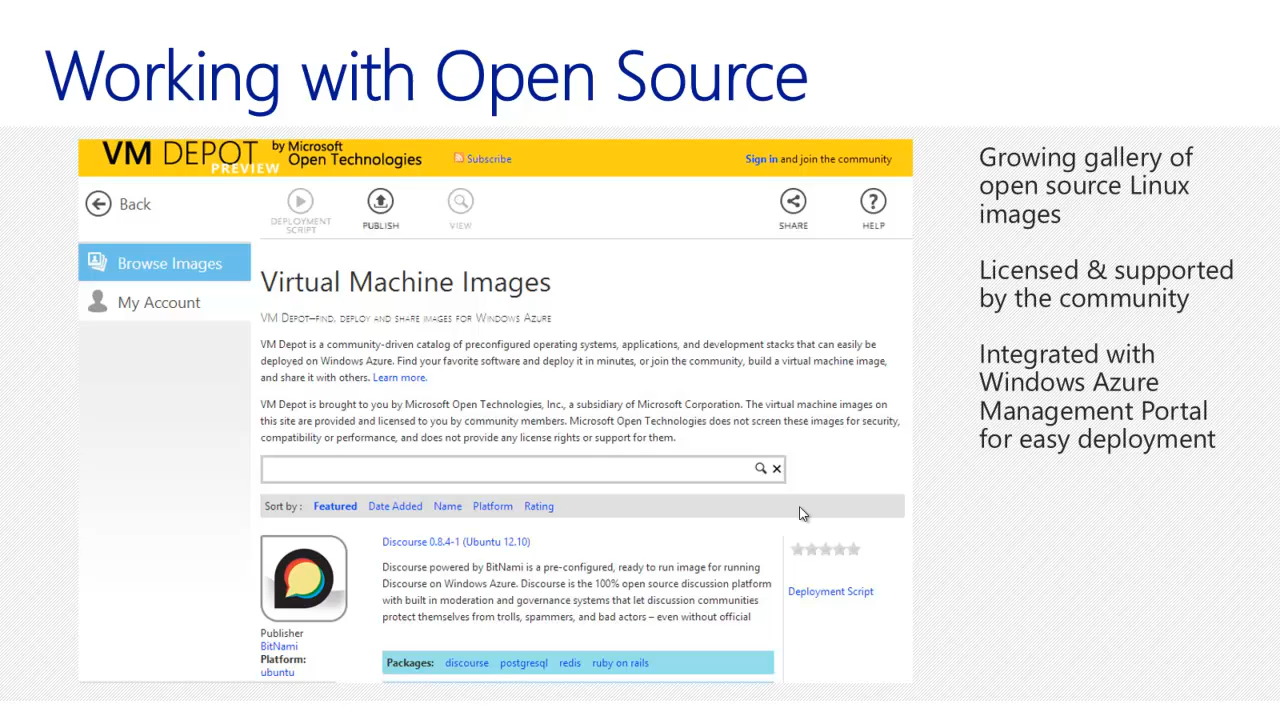 Working with Open Source
VM DEPOT by Microsoft
Open Technologies
PREVIEW
Subscribe
Sign in and join the community
Back
DEPLOYMENT
SCRIPT
PUBLISH
VIEW
SHARE
HELP
Browse Images
My Account
Virtual Machine Images
VM Depot—find, deploy and share images for Windows Azure
VM Depot is a community-driven catalog of preconfigured operating systems, applications, and development stacks that can easily be
deployed on Windows Azure. Find your favorite software and deploy it in minutes, or join the community, build a virtual machine image,
and share it with others. Learn more.
VM Depot is brought to you by Microsoft Open Technologies, Inc., a subsidiary of Microsoft Corporation. The virtual machine images on
this site are provided and licensed to you by community members. Microsoft Open Technologies does not screen these images for security,
compatibility or performance, and does not provide any license rights or support for them.
Sort by : Featured Date Added Name Platform Rating
Discourse 0.8.4-1 (Ubuntu 12.10)
Discourse powered by BitNami is a pre-configured, ready to run image for running
Discourse on Windows Azure. Discourse is the 100% open source discussion platform
with built in moderation and governance systems that let discussion communities
protect themselves from trolls, spammers, and bad actors – even without official
Deployment Script
Publisher
BitNami
Platform:
ubuntu
Packages: discourse postgresql redis ruby on rails
Growing gallery of
open source Linux
images
Licensed & supported
by the community
Integrated with
Windows Azure
Management Portal
for easy deployment